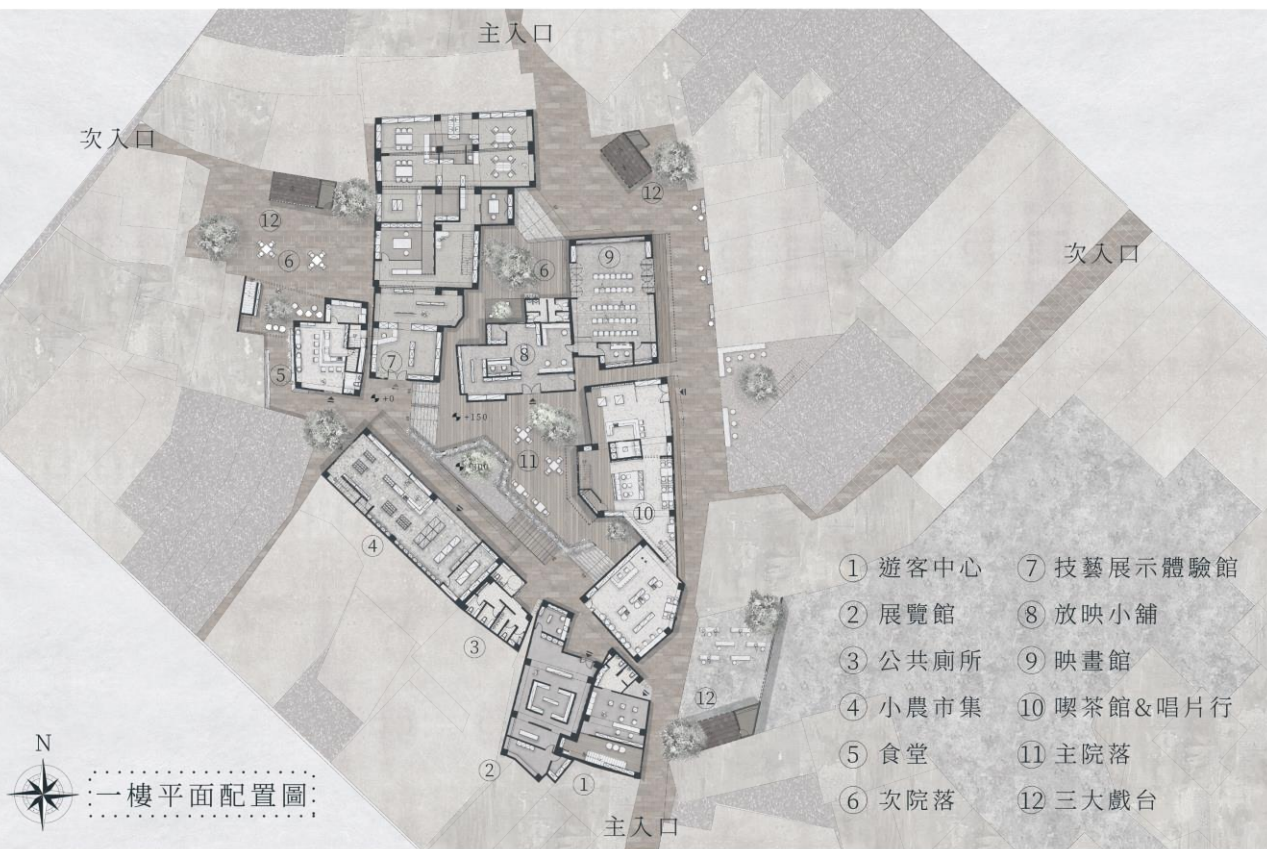 主入口
次入口
⑫
⑫
次入口
⑥
⑥
⑨
⑧
⑦
⑤
+0
+150
⑪
④
⑩
③
⑫
②
①
① 遊客中心
② 展覽館
③ 公共廁所
④ 小農市集
⑤ 食堂
⑥ 次院落
⑦ 技藝展示體驗館
⑧ 放映小舖
⑨ 映畫館
⑩ 喫茶館&唱片行
⑪ 主院落
⑫ 三大戲台
N
一樓平面配置圖
主入口